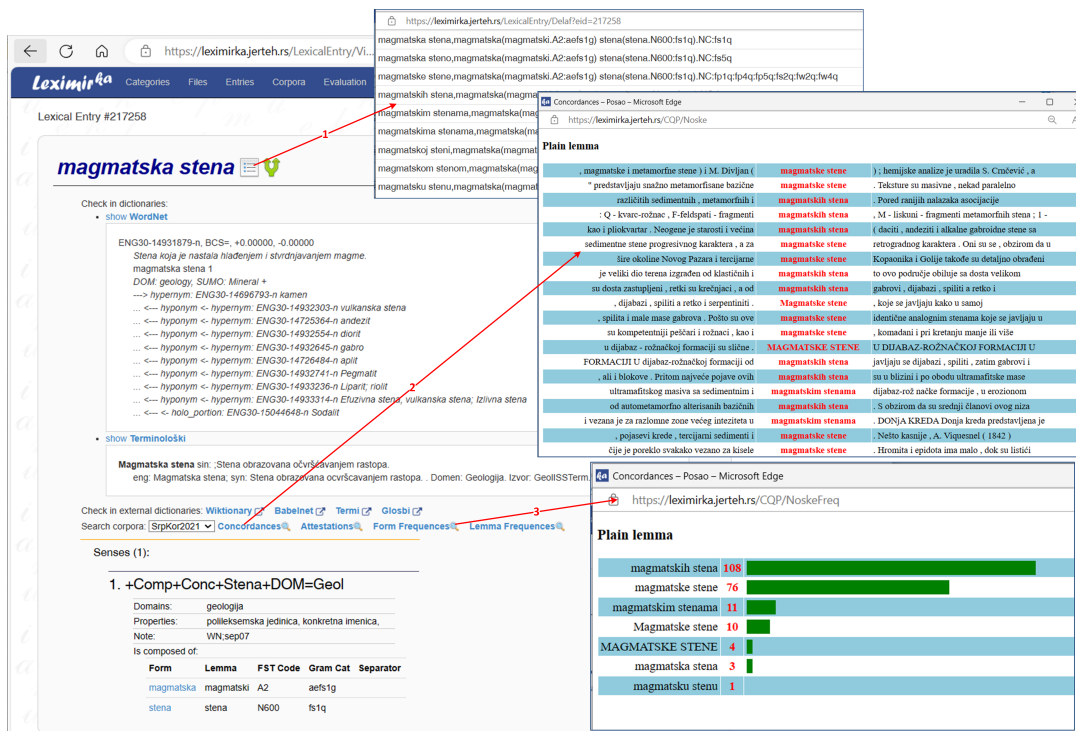 https://leximirka.jerteh.rs/LexicalEntry/Vi...
Leximirka Categories Files Entries Corpora Evaluation
Lexical Entry #217258
magmatska stena
Check in dictionaries:
show WordNet
ENG30-14931879-n, BCS=, +0.00000, -0.00000
Stena koja je nastala hlađenjem i stvrdnjavanjem magme.
magmatska stena 1
DOM: geology, SUMO: Mineral +
---> hypernym: ENG30-14696793-n kamen
... <--- hyponym <- hypernym: ENG30-14932303-n vulkanska stena
... <--- hyponym <- hypernym: ENG30-14725364-n andezit
... <--- hyponym <- hypernym: ENG30-14932554-n diorit
... <--- hyponym <- hypernym: ENG30-14932645-n gabro
... <--- hyponym <- hypernym: ENG30-14726484-n aplit
... <--- hyponym <- hypernym: ENG30-14932741-n Pegmatit
... <--- hyponym <- hypernym: ENG30-14933236-n Liparit; riolit
... <--- hyponym <- hypernym: ENG30-14933314-n Efuzivna stena; vulkanska stena; Izlivna stena
... <--- <- holo_portion: ENG30-15044648-n Sodalit
show Terminološki
Magmatska stena sin: ;Stena obrazovana očvršćavanjem rastopa.
eng: Magmatska stena; syn: Stena obrazovana ocvršcavanjem rastopa. . Domen: Geologija. Izvor: GeolISSTerm.
Check in external dictionaries: Wiktionary Babelnet Termi Glosbi
Search corpora: SrpKor2021 Concordances Attestations Form Frequences Lemma Frequences
Senses (1):
1. +Comp+Conc+Stena+DOM=Geol
Domains: geologija
Properties: polileksemska jedinica, konkretna imenica,
Note: WN;sep07
Is composed of:
Form Lemma FST Code Gram Cat Separator
magmatska magmatski A2 aefs1g
stena stena N600 fs1q
1
2
3
https://leximirka.jerteh.rs/LexicalEntry/Delaf?eid=217258
magmatska stena,magmatska(magmatski.A2:aefs1g) stena(stena.N600:fs1q).NC:fs1q
magmatska steno,magmatska(magmatski.A2:aefs1g) stena(stena.N600:fs1q).NC:fs5q
magmatske stene,magmatska(magmatski.A2:aefs1g) stena(stena.N600:fs1q).NC:fp1q:fp4q:fp5q:fs2q:fw2q:fw4q
magmatskih stena,magmatska(mag
magmatskim stenama,magmatska(mag
magmatskima stenama,magmatska(m
magmatskoj steni,magmatska(magmat
magmatskom stenom,magmatska(mag
magmatsku stenu,magmatska(magmat
Concordances – Posao – Microsoft Edge
https://leximirka.jerteh.rs/CQP/Noske
Plain lemma
, magmatske i metamorfne stene ) i M. Divljan ( magmatske stene ) ; hemijske analize je uradila S. Crnčević , a
" predstavljaju snažno metamorfisane bazične magmatske stene . Teksture su masivne , nekad paralelno
različitih sedimentnih , metamorfnih i magmatskih stena . Pored ranijih nalazaka asocijacije
: Q - kvarc-rožnac , F-feldspati - fragmenti magmatskih stena , M - liskuni - fragmenti metamorfnih stena ; 1 -
kao i pliokvartar . Neogene je starosti i većina magmatskih stena ( daciti , andeziti i alkalne gabroidne stene sa
sedimentne stene progresivnog karaktera , a za magmatske stene retrogradnog karaktera . Oni su se , obzirom da u
šire okoline Novog Pazara i tercijarne magmatske stene Kopaonika i Golije takođe su detaljno obrađeni
je veliki dio terena izgrađen od klastičnih i magmatskih stena to ovo područje obiluje sa dosta velikom
su dosta zastupljeni , retki su krečnjaci , a od magmatskih stena gabrovi , dijabazi , spiliti a retko i
, dijabazi , spiliti a retko i serpentiniti . Magmatske stene , koje se javljaju kako u samoj
, spilita i male mase gabrova . Pošto su ove magmatske stene identične analognim stenama koje se javljaju u
su kompetentniji peščari i rožnaci , kao i magmatske stene , komadani i pri kretanju manje ili više
u dijabaz - rožnačkoj formaciji su slične . MAGMATSKE STENE U DIJABAZ-ROŽNAČKOJ FORMACIJI U
FORMACIJI U dijabaz-rožnačkoj formaciji od magmatskih stena javljaju se dijabazi , spiliti , zatim gabrovi i
, ali i blokove . Pritom najveće pojave ovih magmatskih stena su u blizini i po obodu ultramafitske mase
ultramafitskog masiva sa sedimentnim i magmatskim stenama dijabaz-rož načke formacije , u erozionom
od autometamorfno alterisanih bazičnih magmatskih stena . S obzirom da su srednji članovi ovog niza
i vezana je za razlomne zone većeg inteziteta u magmatskim stenama . DONjA KREDA Donja kreda predstavljena je
, pojasevi krede , tercijarni sedimenti i magmatske stene . Nešto kasnije , A. Viquesnel ( 1842 )
čije je poreklo svakako vezano za kisele magmatske stene . Hromita i epidota ima malo , dok su listići
Concordances – Posao – Microsoft Edge
https://leximirka.jerteh.rs/CQP/NoskeFreq
Plain lemma
magmatskih stena 108
magmatske stene 76
magmatskim stenama 11
Magmatske stene 10
MAGMATSKE STENE 4
magmatska stena 3
magmatsku stenu 1